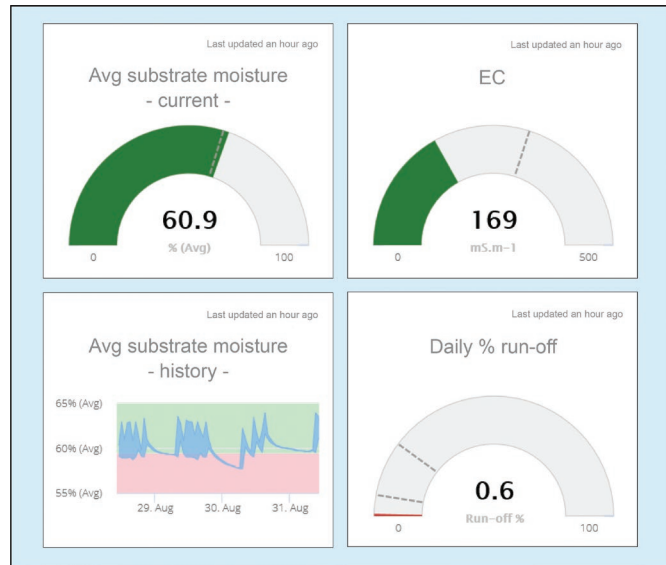 Last updated an hour ago
Avg substrate moisture
- current -
60.9
% (Avg)
0
100
Last updated an hour ago
EC
169
mS.m–1
0
500
Last updated an hour ago
Avg substrate moisture
- history -
65% (Avg)
60% (Avg)
55% (Avg)
29. Aug
30. Aug
31. Aug
Last updated an hour ago
Daily % run-off
0.6
Run-off %
0
100